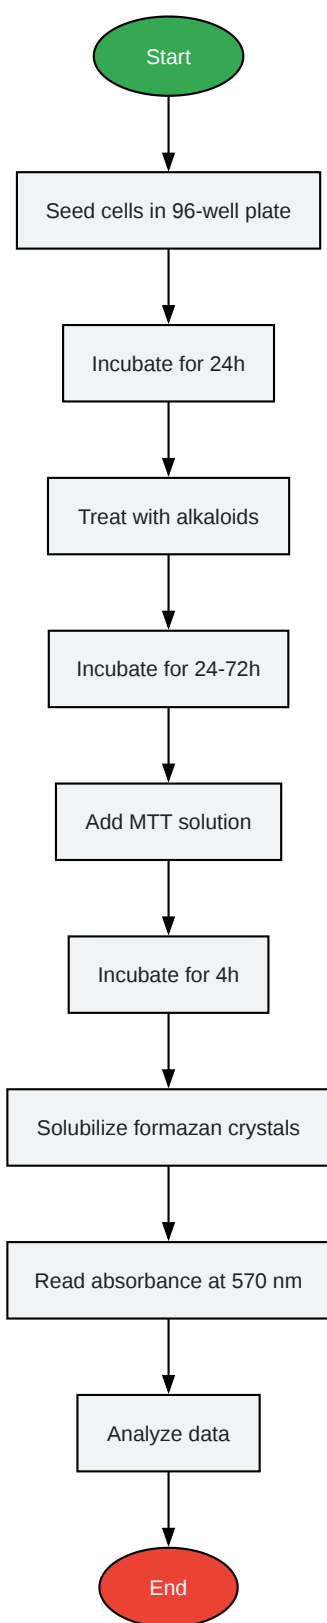 Start
Seed cells in 96-well plate
Incubate for 24h
Treat with alkaloids
Incubate for 24-72h
Add MTT solution
Incubate for 4h
Solubilize formazan crystals
Read absorbance at 570 nm
Analyze data
End